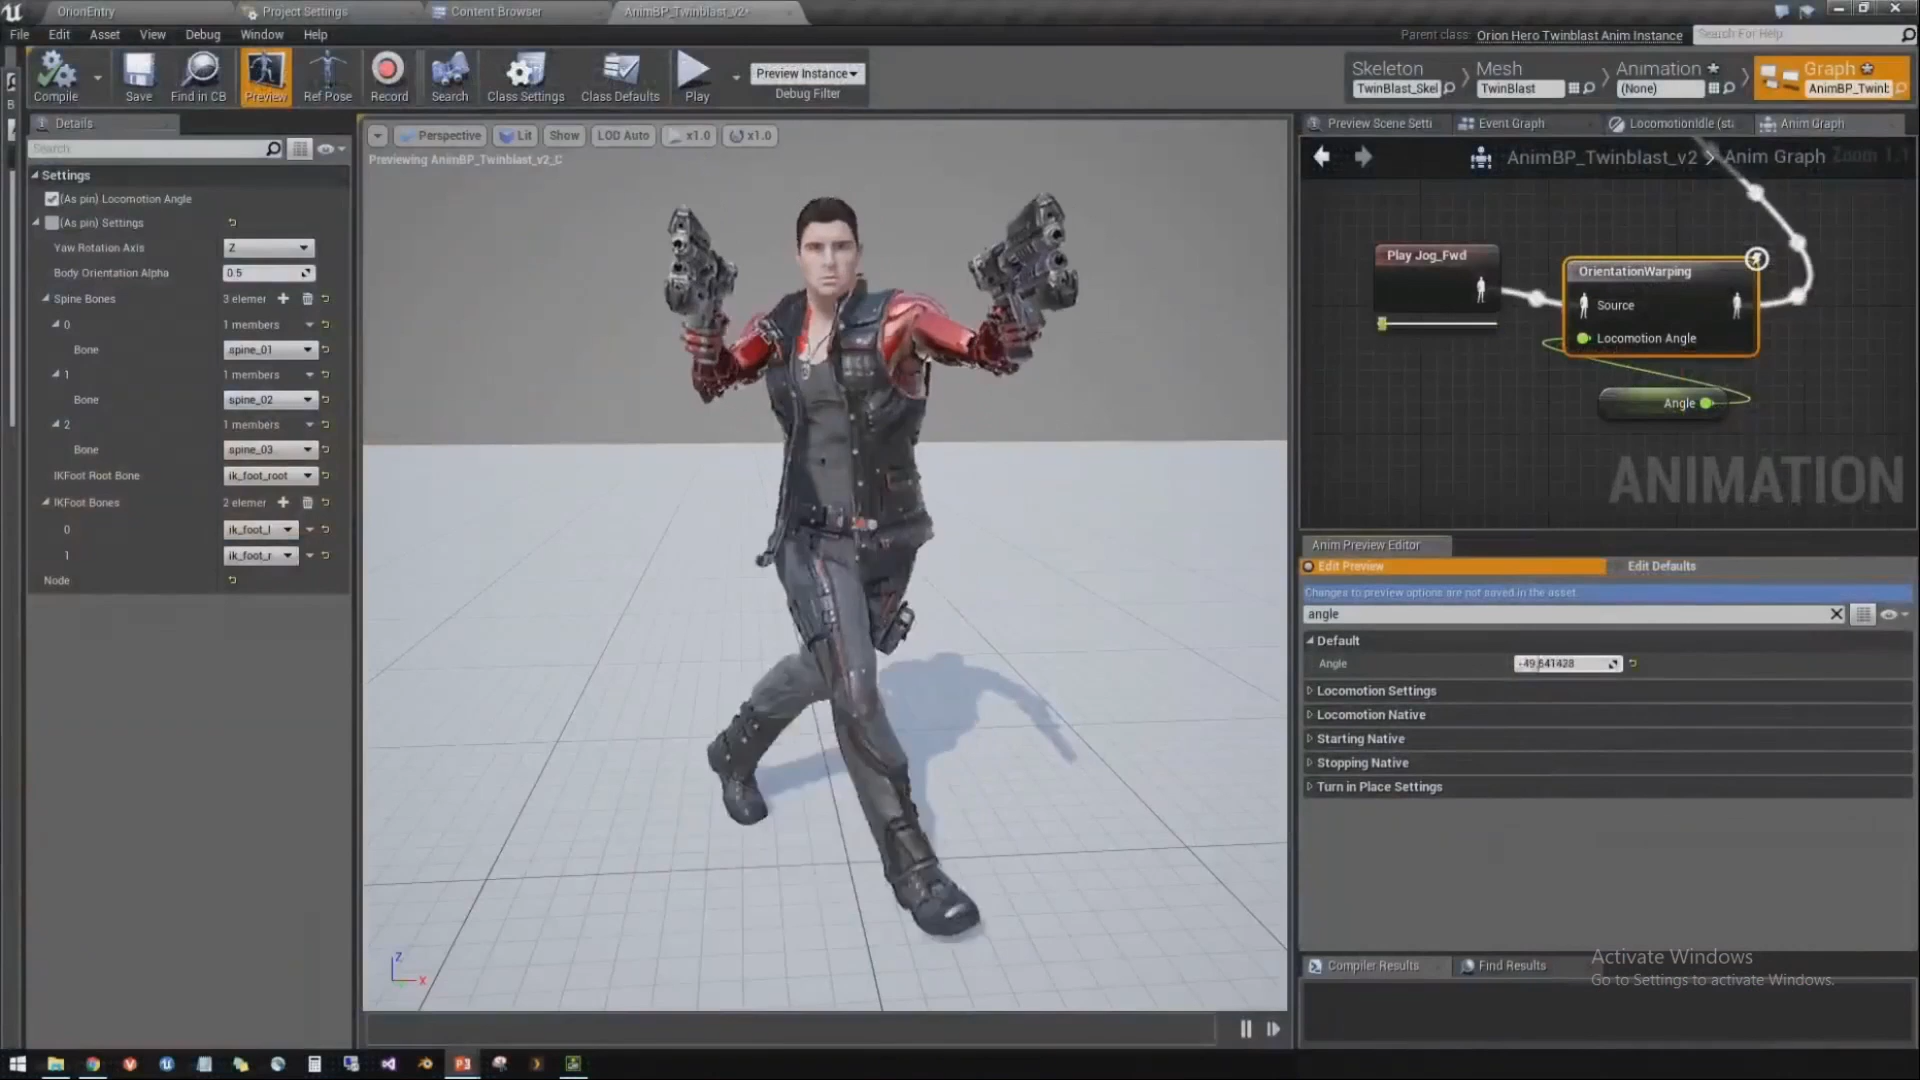 OrionEntry
Project Settings
Content Browser
AnimBP_Twinblast_v2*
File Edit Asset View Debug Window Help
Parent class: Orion Hero Twinblast Anim Instance
Search For Help
Compile
Save
Find in CB
Preview
Ref Pose
Record
Search
Class Settings
Class Defaults
Play
Preview Instance
Debug Filter
Skeleton
TwinBlast_Skel
Mesh
TwinBlast
Animation
(None)
Graph
AnimBP_Twinb
Details
Search
Settings
(As pin) Locomotion Angle
(As pin) Settings
Yaw Rotation Axis Z
Body Orientation Alpha 0.5
Spine Bones 3 elemer
0 1 members
Bone spine_01
1 1 members
Bone spine_02
2 1 members
Bone spine_03
IKFoot Root Bone ik_foot_root
IKFoot Bones 2 elemer
0 ik_foot_l
1 ik_foot_r
Node
Perspective Lit Show LOD Auto x1.0 x1.0
Previewing AnimBP_Twinblast_v2_C
Z
X
Preview Scene Setti
Event Graph
LocomotionIdle (st
Anim Graph
AnimBP_Twinblast_v2 > Anim Graph
Zoom 1:1
Play Jog_Fwd
OrientationWarping
Source
Locomotion Angle
Angle
ANIMATION
Anim Preview Editor
Edit Preview
Edit Defaults
Changes to preview options are not saved in the asset.
angle
Default
Angle -49.641428
Locomotion Settings
Locomotion Native
Starting Native
Stopping Native
Turn in Place Settings
Compiler Results
Find Results
Activate Windows
Go to Settings to activate Windows.